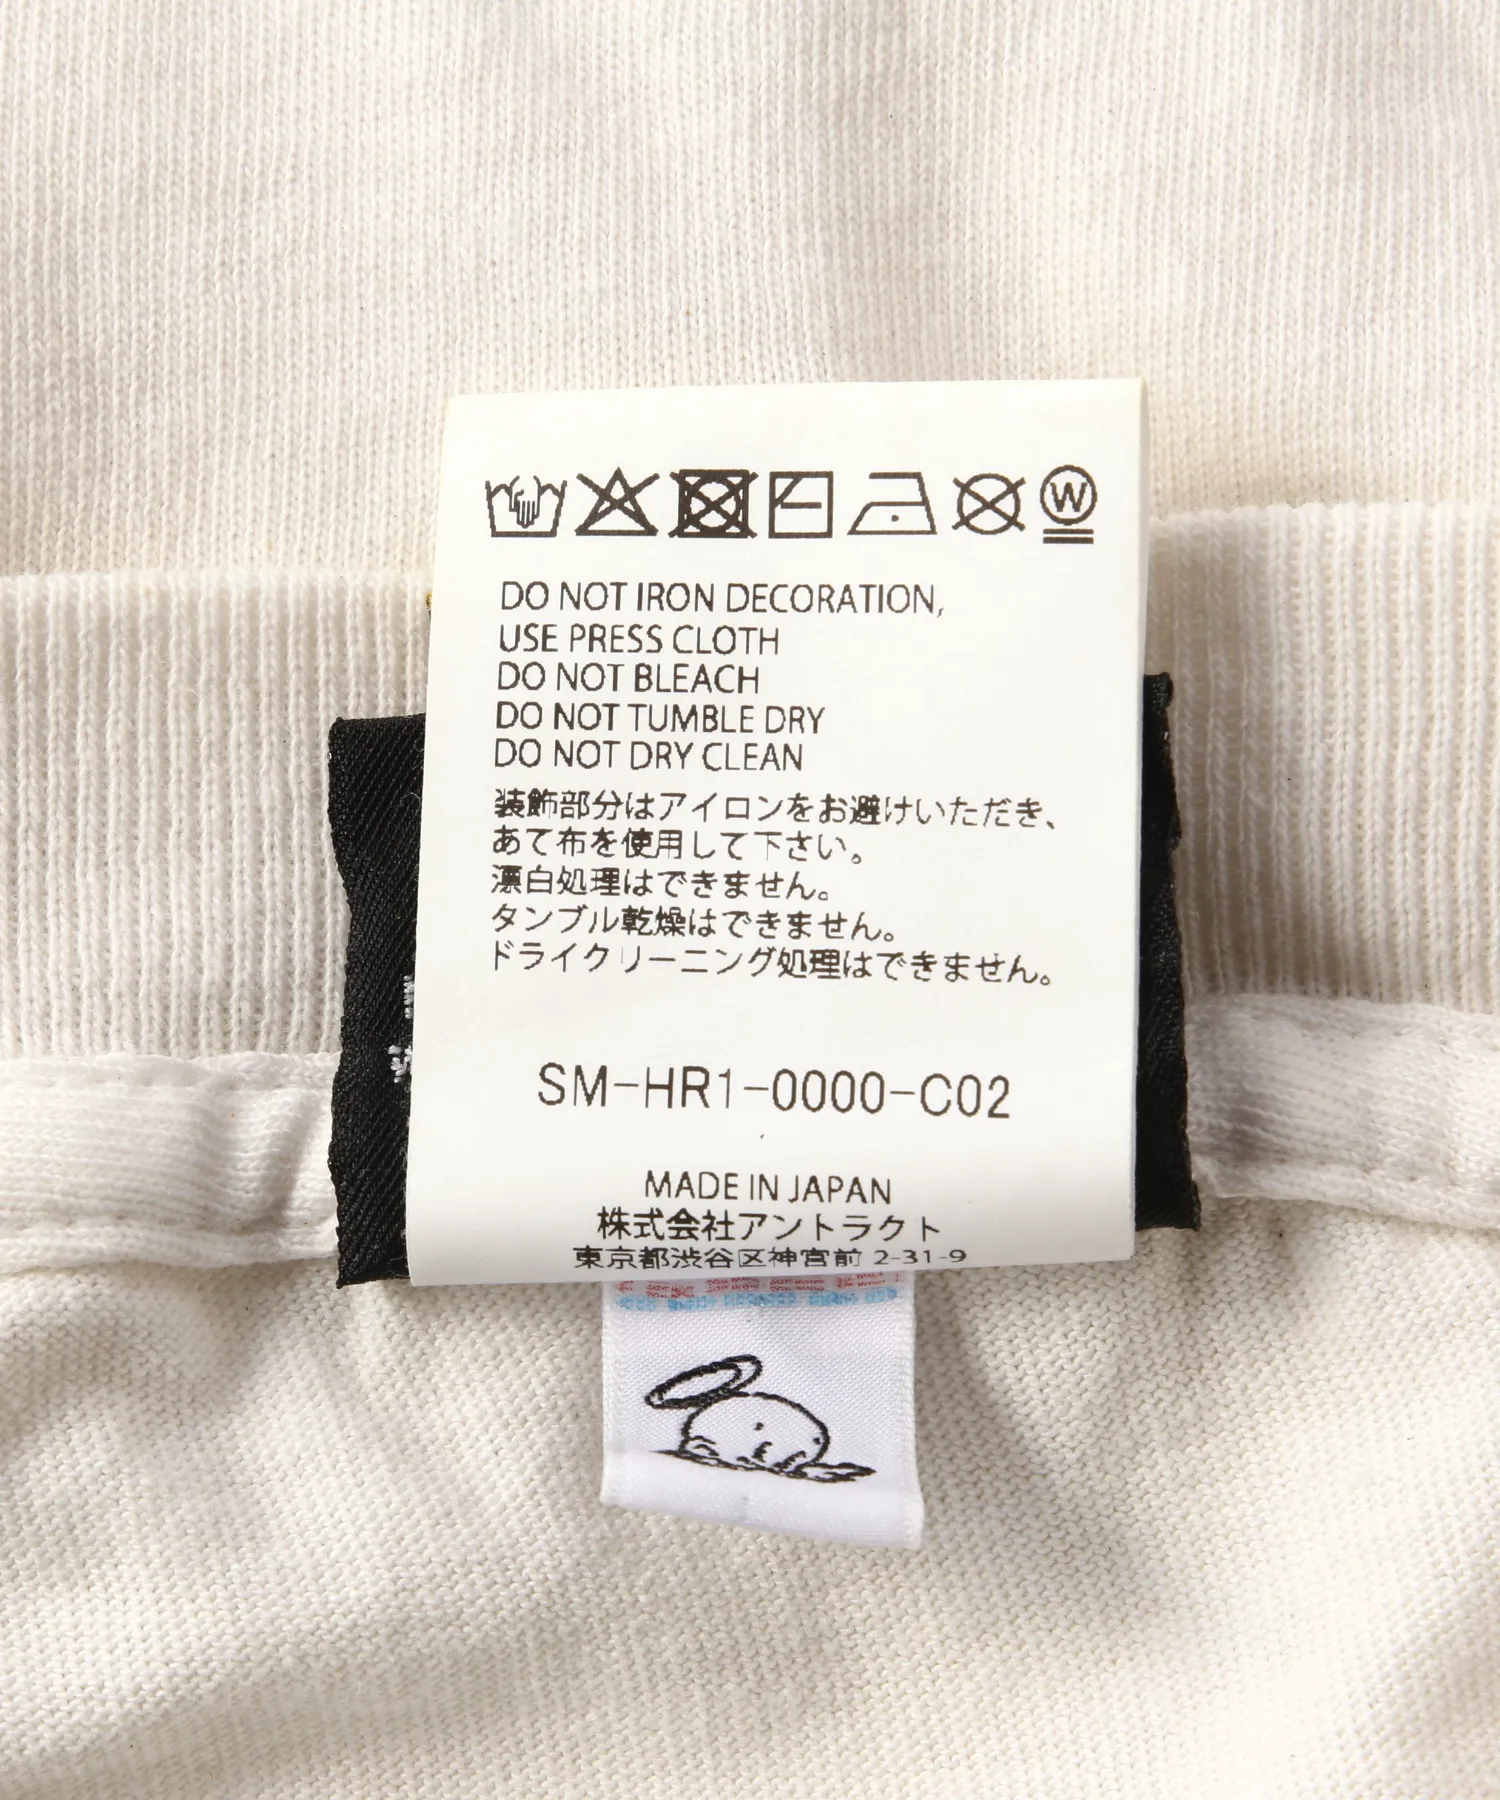 W
DO NOT IRON DECORATION,
USE PRESS CLOTH
DO NOT BLEACH
DO NOT TUMBLE DRY
DO NOT DRY CLEAN
装飾部分はアイロンをお避けいただき、
あて布を使用して下さい。
漂白処理はできません。
タンブル乾燥はできません。
ドライクリーニング処理はできません。
SM-HR1-0000-C02
MADE IN JAPAN
株式会社アントラクト
東京都渋谷区神宮前 2-31-9